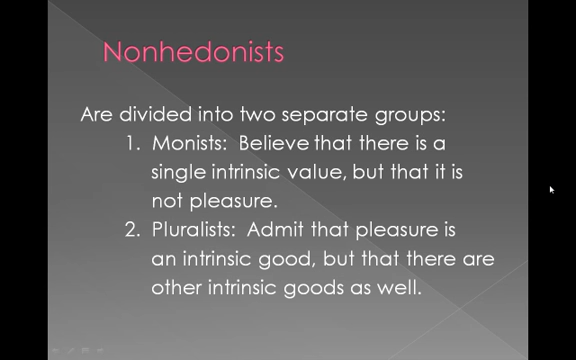 Nonhedonists
Are divided into two separate groups:
1. Monists: Believe that there is a
single intrinsic value, but that it is
not pleasure.
2. Pluralists: Admit that pleasure is
an intrinsic good, but that there are
other intrinsic goods as well.